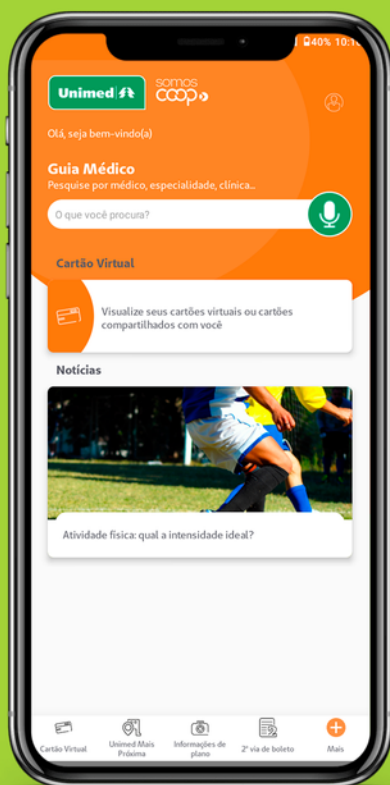 40% 10:1
Unimed
somos
coop
Olá, seja bem-vindo(a)
Guia Médico
Pesquise por médico, especialidade, clínica...
O que você procura?
Cartão Virtual
Visualize seus cartões virtuais ou cartões
compartilhados com você
Notícias
Atividade física: qual a intensidade ideal?
Cartão Virtual
Unimed Mais
Próxima
Informações de
plano
2ª via de boleto
Mais